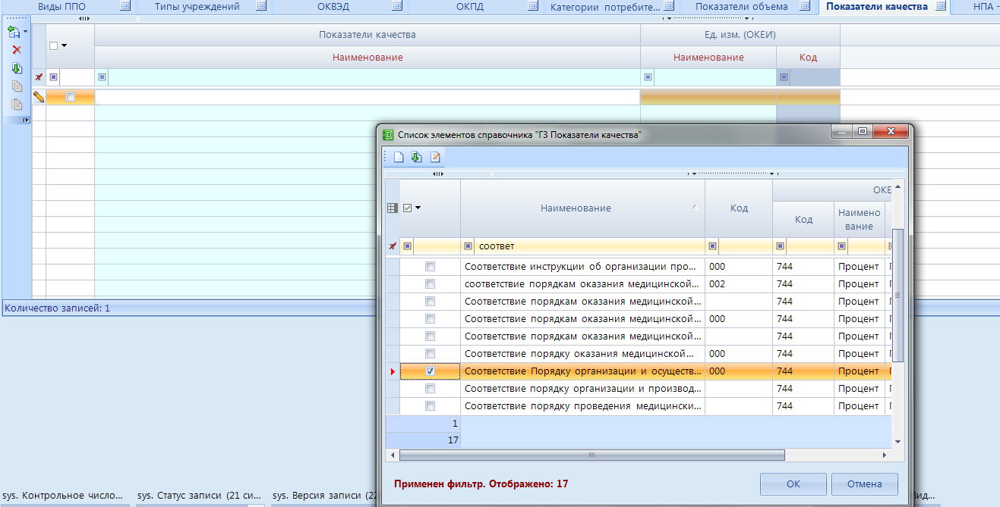 Виды ППО Типы учреждений ОКВЭД ОКПД Категории потребите... Показатели объема Показатели качества НПА -
Показатели качества Ед. изм. (ОКЕИ)
Наименование Наименование Код
Список элементов справочника "ГЗ Показатели качества"
ОКЕ
Наименование Код Код Наимено
вание
соответ
Соответствие инструкции об организации про... 000 744 Процент
соответствие порядкам оказания медицинской... 002 744 Процент
Соответствие порядкам оказания медицинской... 744 Процент
Соответствие порядкам оказания медицинской... 000 744 Процент
Соответствие порядкам оказания медицинской... 744 Процент
Соответствие порядку оказания медицинской... 000 744 Процент
Соответствие Порядку организации и осуществ... 000 744 Процент
Соответствие порядку организации и производ... 744 Процент
Соответствие порядку проведения медицински... 744 Процент
1
17
Применен фильтр. Отображено: 17 ОК Отмена
Количество записей: 1
sys. Контрольное число... sys. Статус записи (21 си... sys. Версия записи (22 Вид...